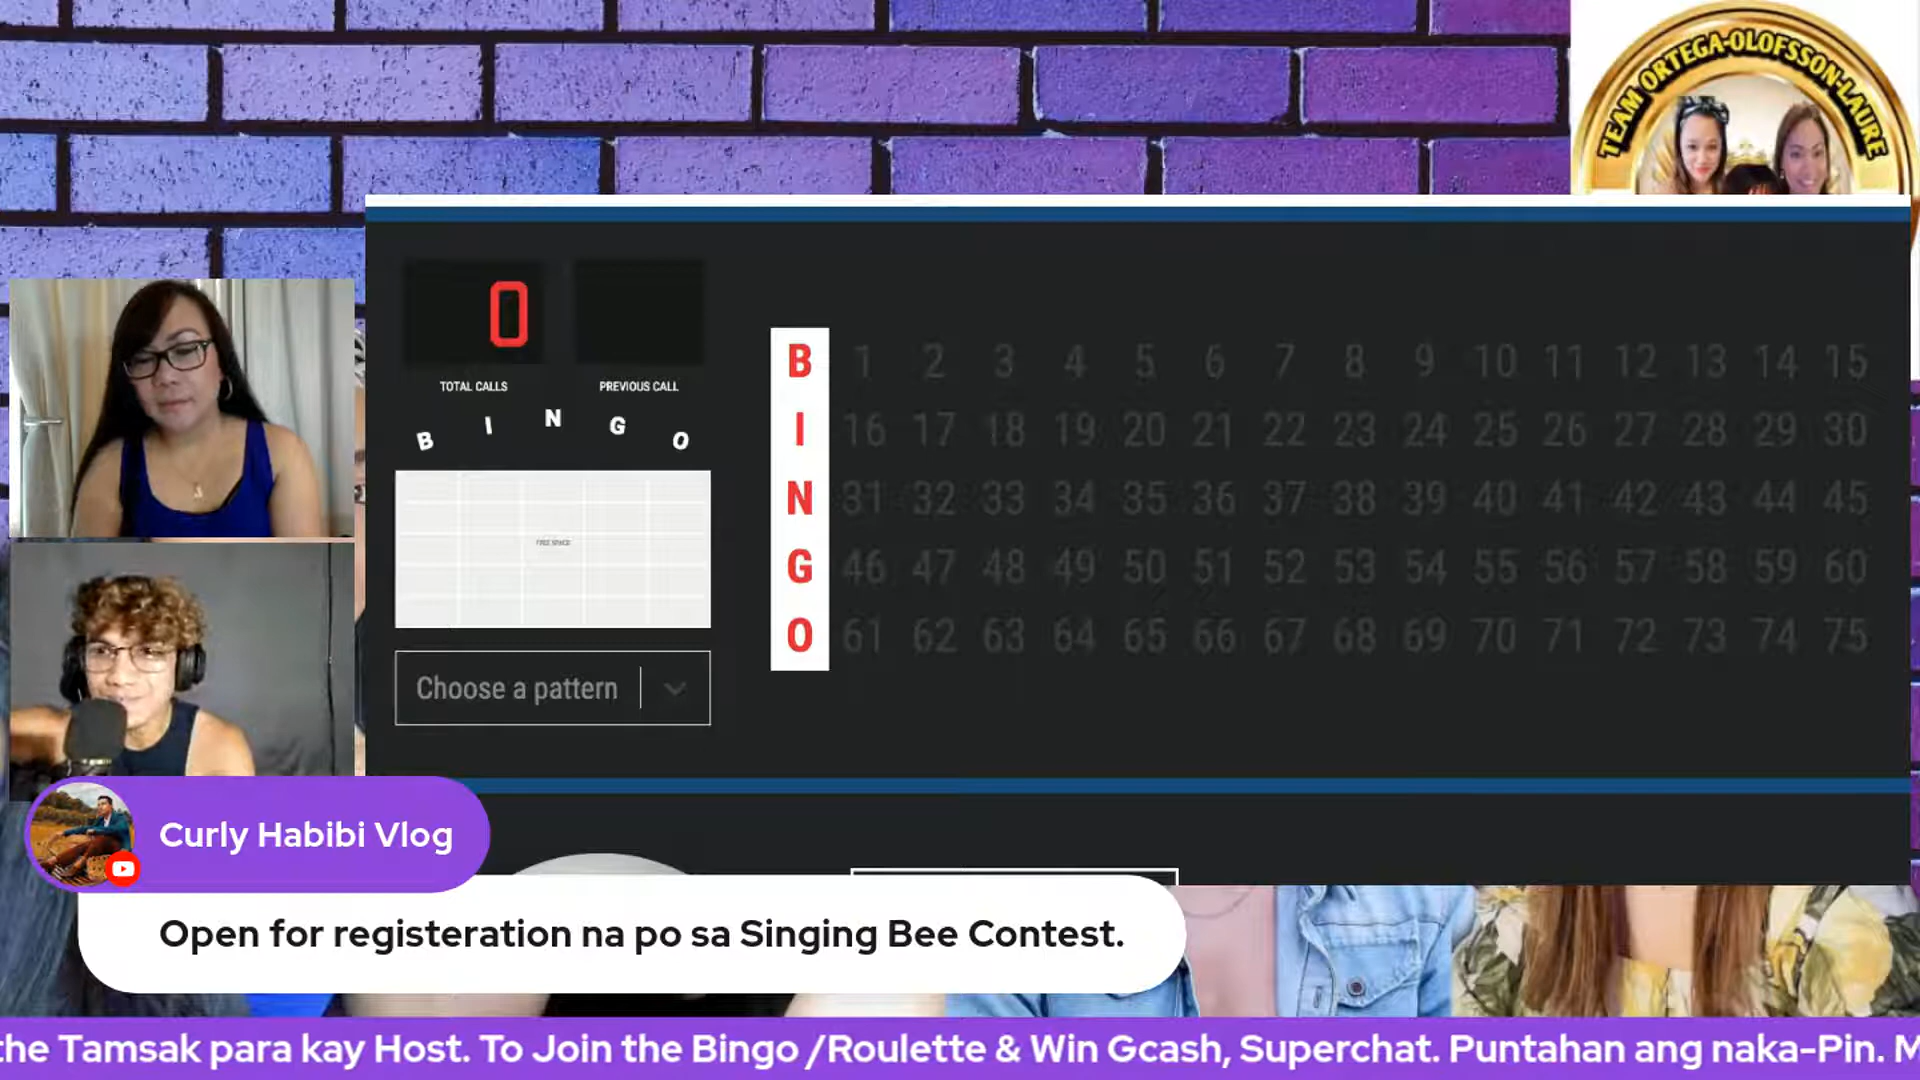 TEAM ORTEGA-OLOFSSON-LAURE
0
TOTAL CALLS
PREVIOUS CALL
B I N G O
FREE SPACE
Choose a pattern
B 1 2 3 4 5 6 7 8 9 10 11 12 13 14 15
I 16 17 18 19 20 21 22 23 24 25 26 27 28 29 30
N 31 32 33 34 35 36 37 38 39 40 41 42 43 44 45
G 46 47 48 49 50 51 52 53 54 55 56 57 58 59 60
O 61 62 63 64 65 66 67 68 69 70 71 72 73 74 75
Curly Habibi Vlog
Open for registeration na po sa Singing Bee Contest.
the Tamsak para kay Host. To Join the Bingo /Roulette & Win Gcash, Superchat. Puntahan ang naka-Pin. M